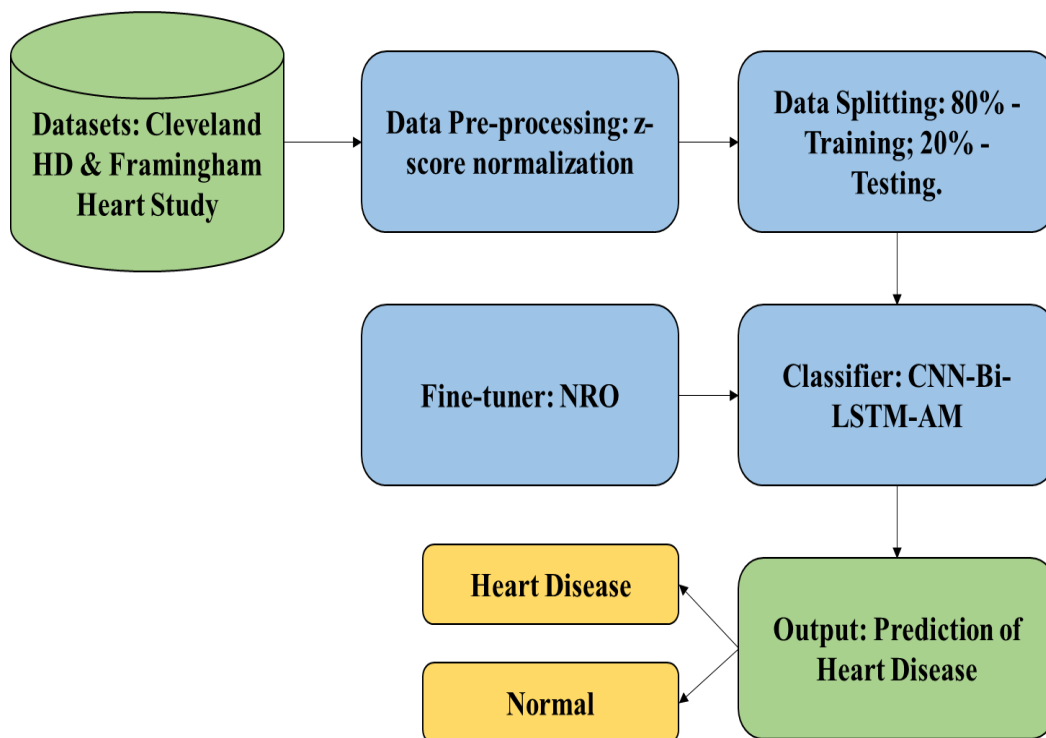 Datasets: Cleveland
HD & Framingham
Heart Study
Data Pre-processing: z-
score normalization
Data Splitting: 80% -
Training; 20% -
Testing.
Fine-tuner: NRO
Classifier: CNN-Bi-
LSTM-AM
Heart Disease
Normal
Output: Prediction of
Heart Disease